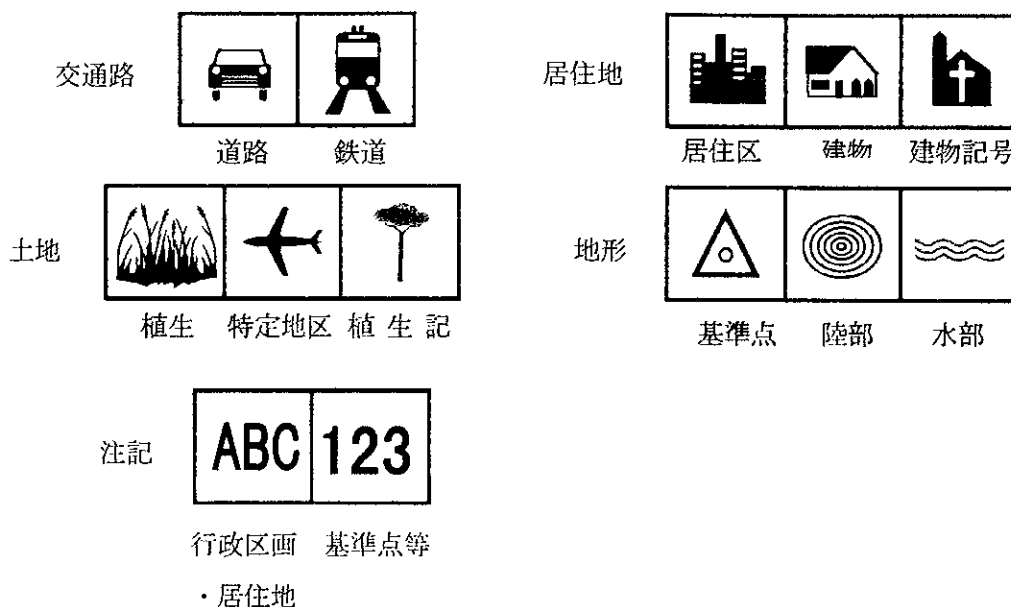 交通路
道路 鉄道
居住地
居住区 建物 建物記号
土地
植生 特定地区 植生記
地形
基準点 陸部 水部
注記
ABC 123
行政区画 基準点等
・居住地